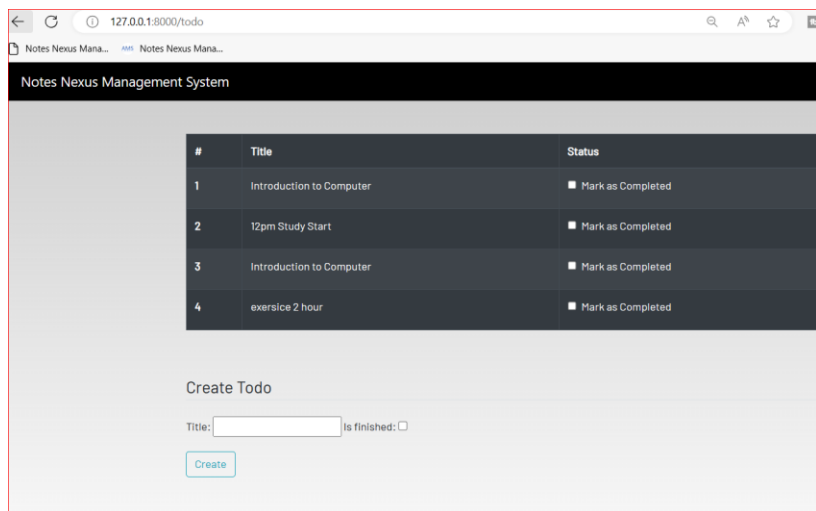 127.0.0.1:8000/todo
Notes Nexus Mana... AMS Notes Nexus Mana...
Notes Nexus Management System
# Title Status
1 Introduction to Computer Mark as Completed
2 12pm Study Start Mark as Completed
3 Introduction to Computer Mark as Completed
4 exersice 2 hour Mark as Completed
Create Todo
Title: Is finished:
Create